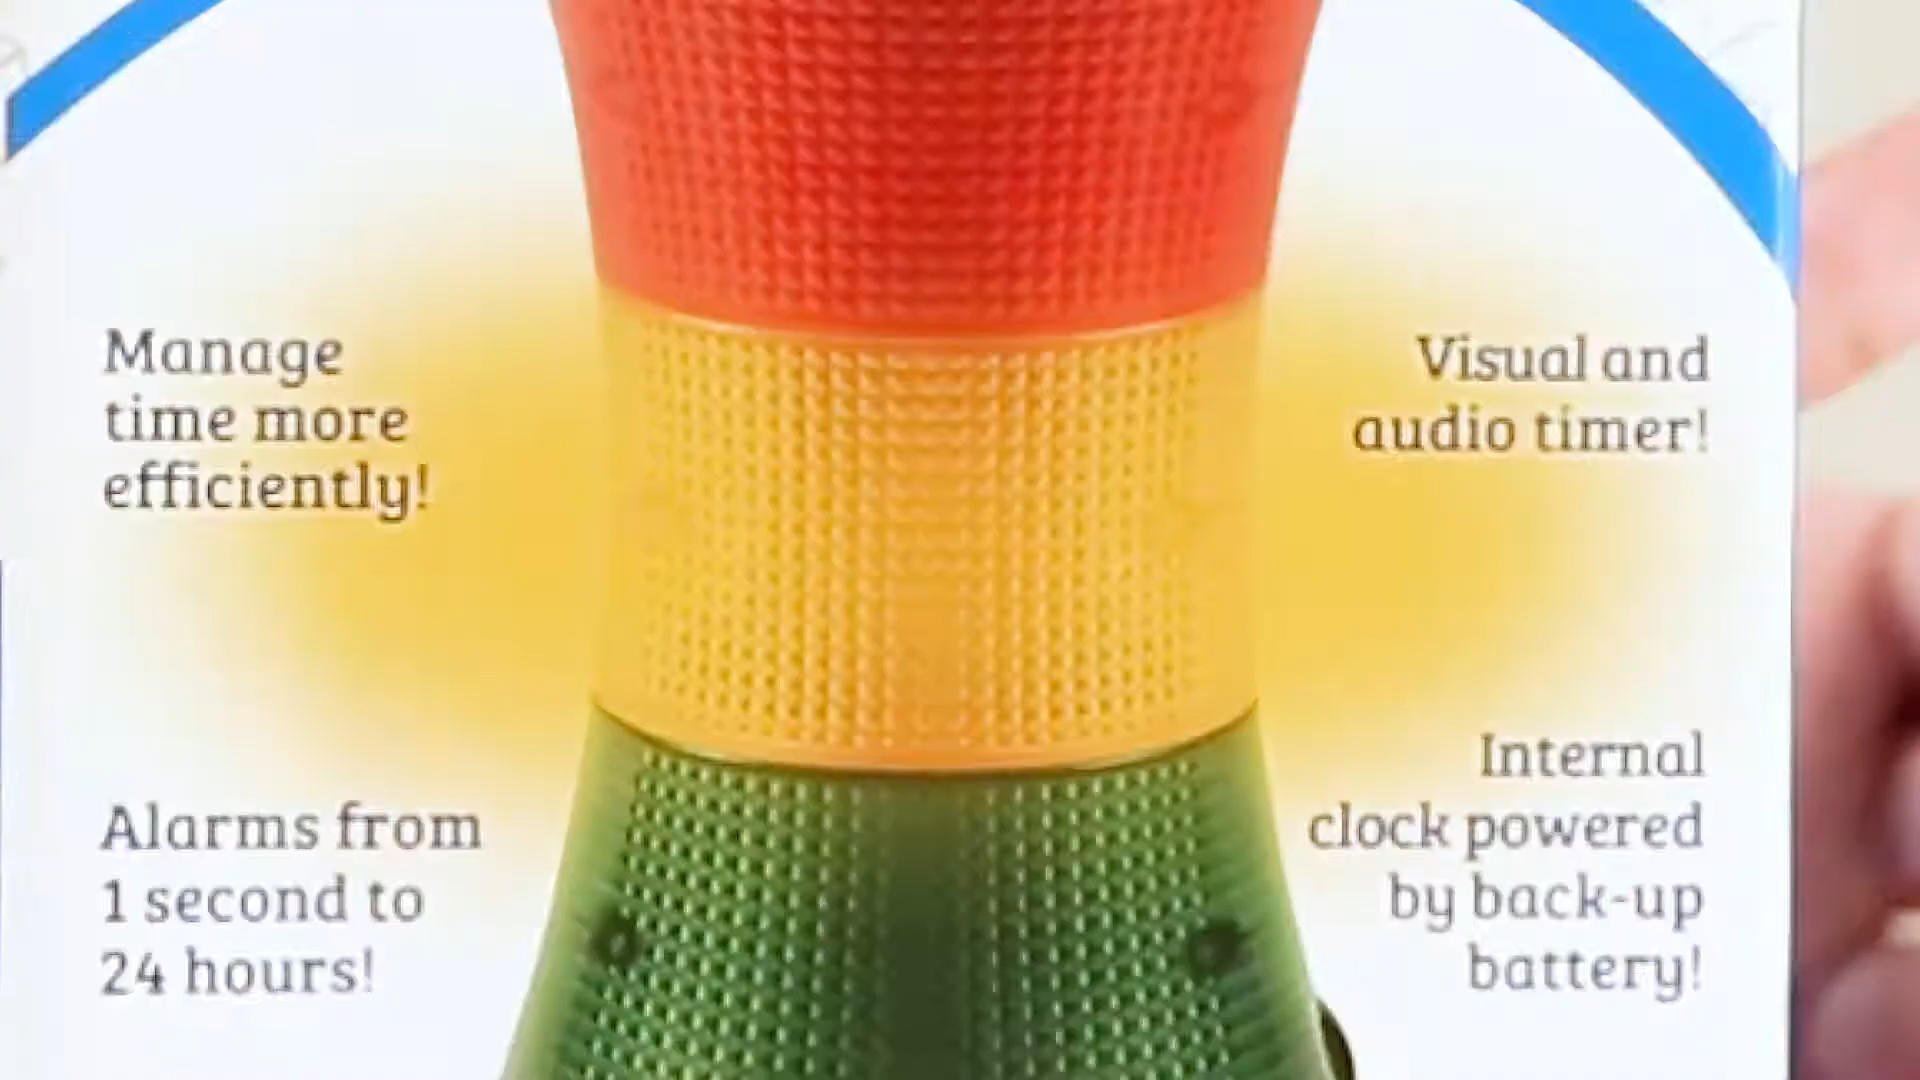 Manage
time more
efficiently!
Visual and
audio timer!
Alarms from
1 second to
24 hours!
Internal
clock powered
by back-up
battery!